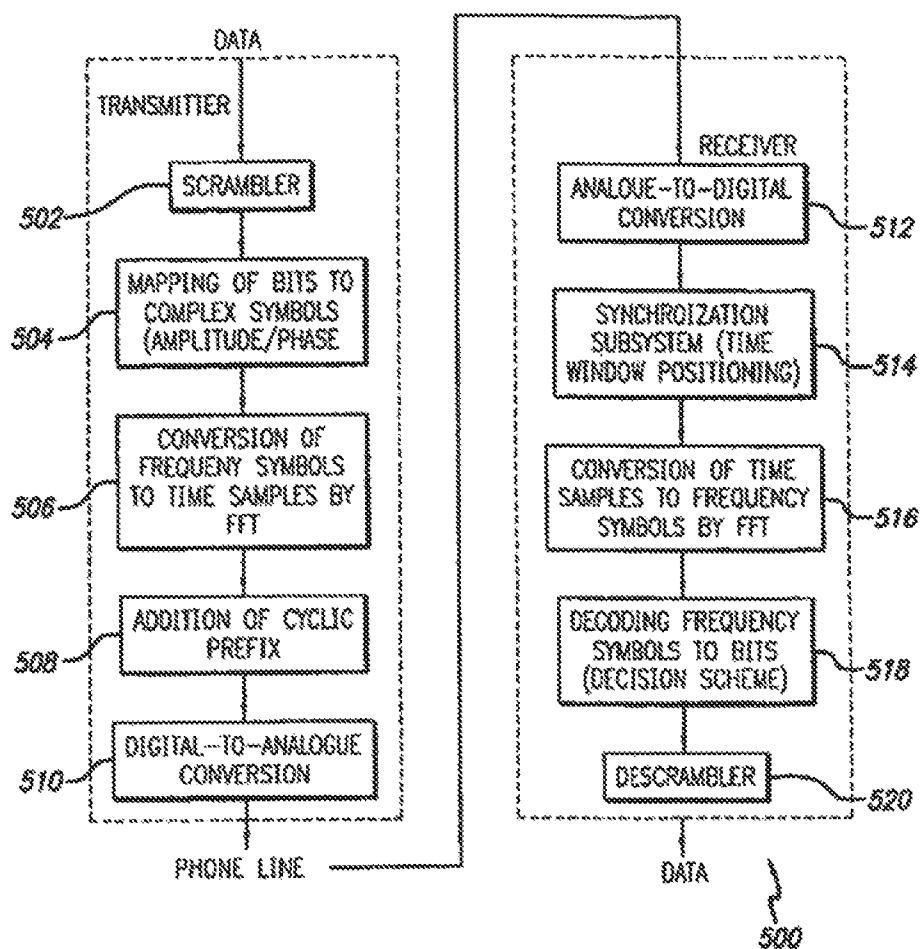 DATA
TRANSMITTER
SCRAMBLER
502
MAPPING OF BITS TO
COMPLEX SYMBOLS
(AMPLITUDE/PHASE
504
CONVERSION OF
FREQUENY SYMBOLS
TO TIME SAMPLES BY
FFT
506
ADDITION OF CYCLIC
PREFIX
508
DIGITAL-TO-ANALOGUE
CONVERSION
510
PHONE LINE
RECEIVER
ANALOUE-TO-DIGITAL
CONVERSION
512
SYNCHROIZATION
SUBSYSTEM (TIME
WINDOW POSITIONING)
514
CONVERSION OF TIME
SAMPLES TO FREQUENCY
SYMBOLS BY FFT
516
DECODING FREQUENCY
SYMBOLS TO BITS
(DECISION SCHEME)
518
DESCRAMBLER
520
DATA
500